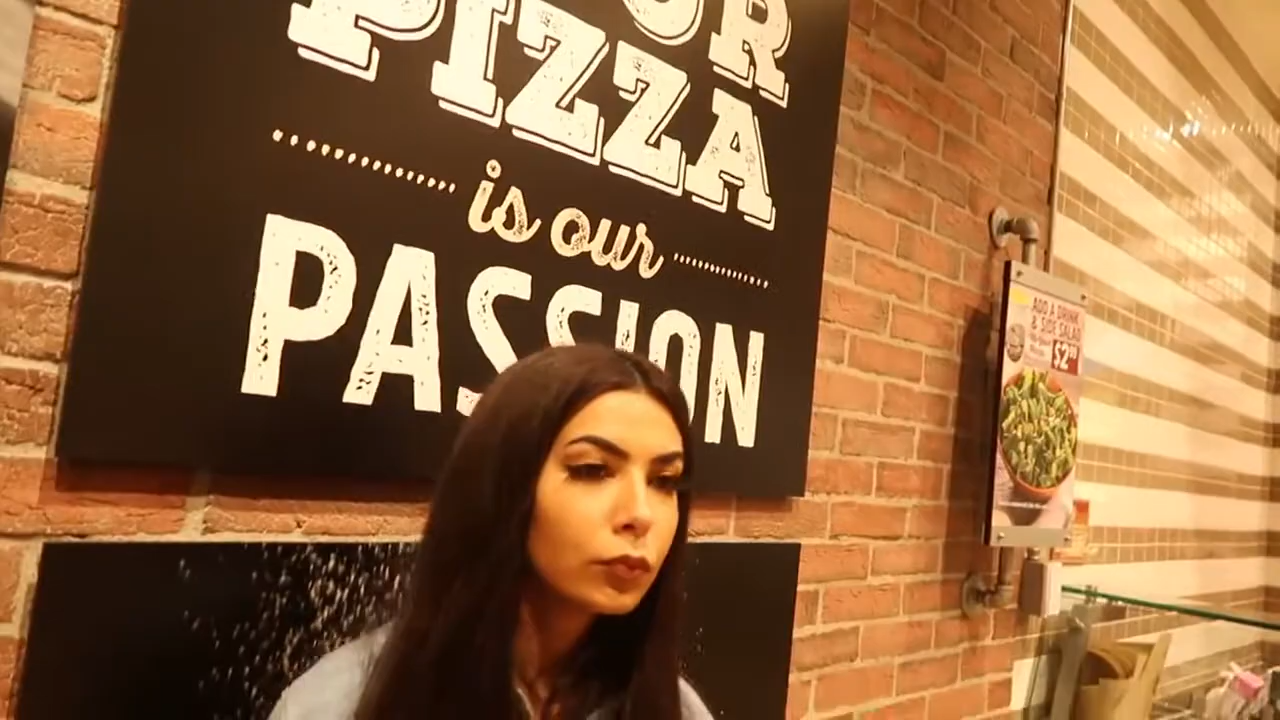 PIZZA
is our
PASSION
ADD A DRINK
& SIDE SALAD
$2